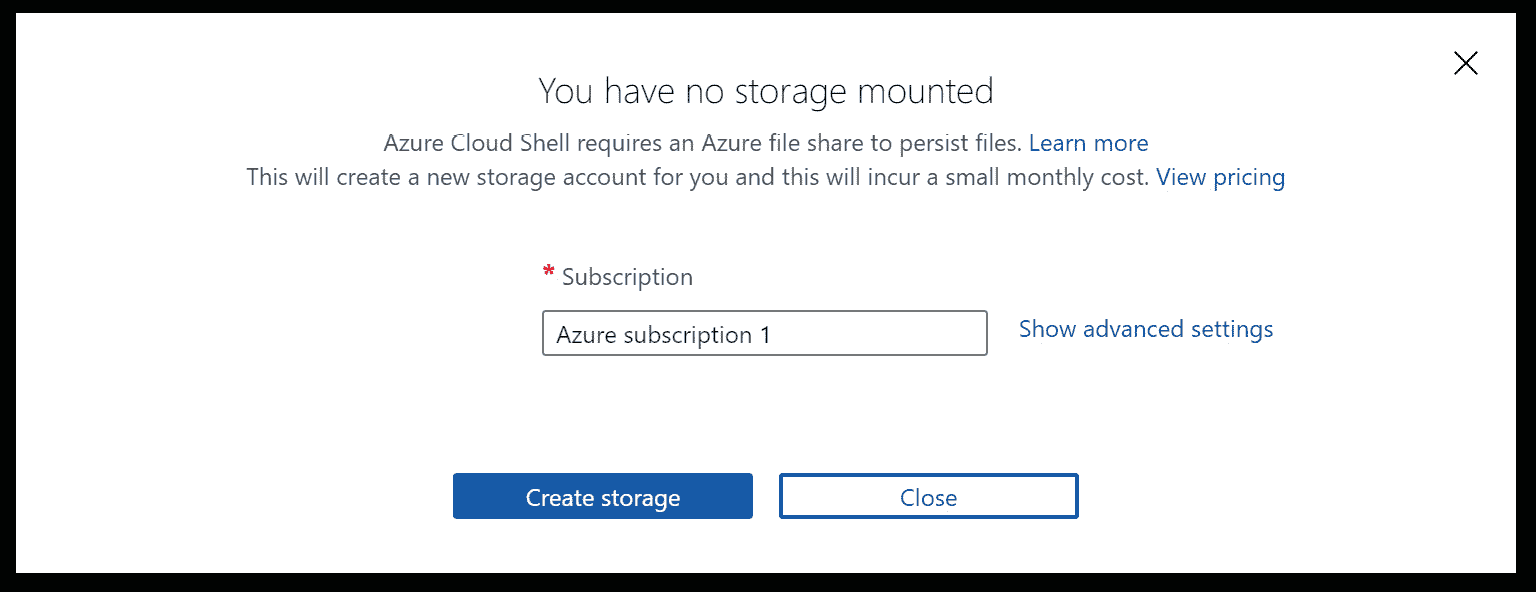 You have no storage mounted
Azure Cloud Shell requires an Azure file share to persist files. Learn more
This will create a new storage account for you and this will incur a small monthly cost. View pricing
* Subscription
Azure subscription 1
Show advanced settings
Create storage
Close